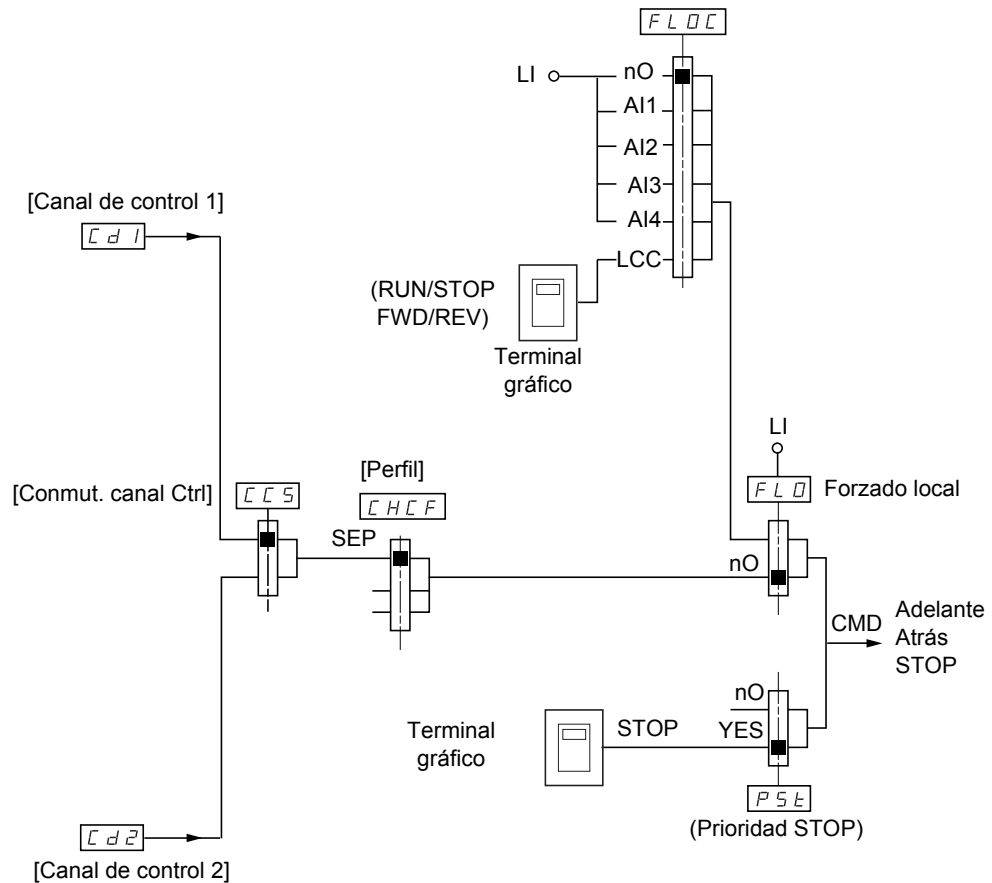 FLOC
LI
nO
AI1
AI2
AI3
AI4
LCC
[Canal de control 1]
Cd1
(RUN/STOP
FWD/REV)
Terminal
gráfico
LI
[Perfil]
[Conmut. canal Ctrl]
CCS
CHCF
FLO
Forzado local
SEP
nO
CMD
Adelante
Atrás
STOP
nO
Terminal
gráfico
STOP
YES
PSt
(Prioridad STOP)
Cd2
[Canal de control 2]